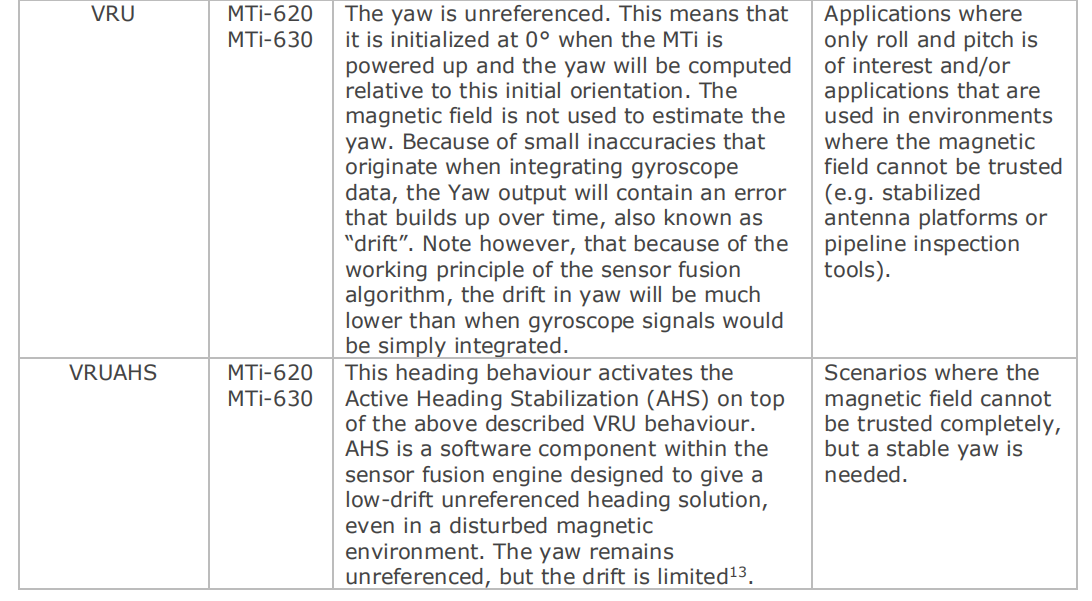 VRU
MTi-620
MTi-630
The yaw is unreferenced. This means that
it is initialized at 0° when the MTi is
powered up and the yaw will be computed
relative to this initial orientation. The
magnetic field is not used to estimate the
yaw. Because of small inaccuracies that
originate when integrating gyroscope
data, the Yaw output will contain an error
that builds up over time, also known as
“drift”. Note however, that because of the
working principle of the sensor fusion
algorithm, the drift in yaw will be much
lower than when gyroscope signals would
be simply integrated.
Applications where
only roll and pitch is
of interest and/or
applications that are
used in environments
where the magnetic
field cannot be trusted
(e.g. stabilized
antenna platforms or
pipeline inspection
tools).
VRUAHS
MTi-620
MTi-630
This heading behaviour activates the
Active Heading Stabilization (AHS) on top
of the above described VRU behaviour.
AHS is a software component within the
sensor fusion engine designed to give a
low-drift unreferenced heading solution,
even in a disturbed magnetic
environment. The yaw remains
unreferenced, but the drift is limited¹³.
Scenarios where the
magnetic field cannot
be trusted completely,
but a stable yaw is
needed.